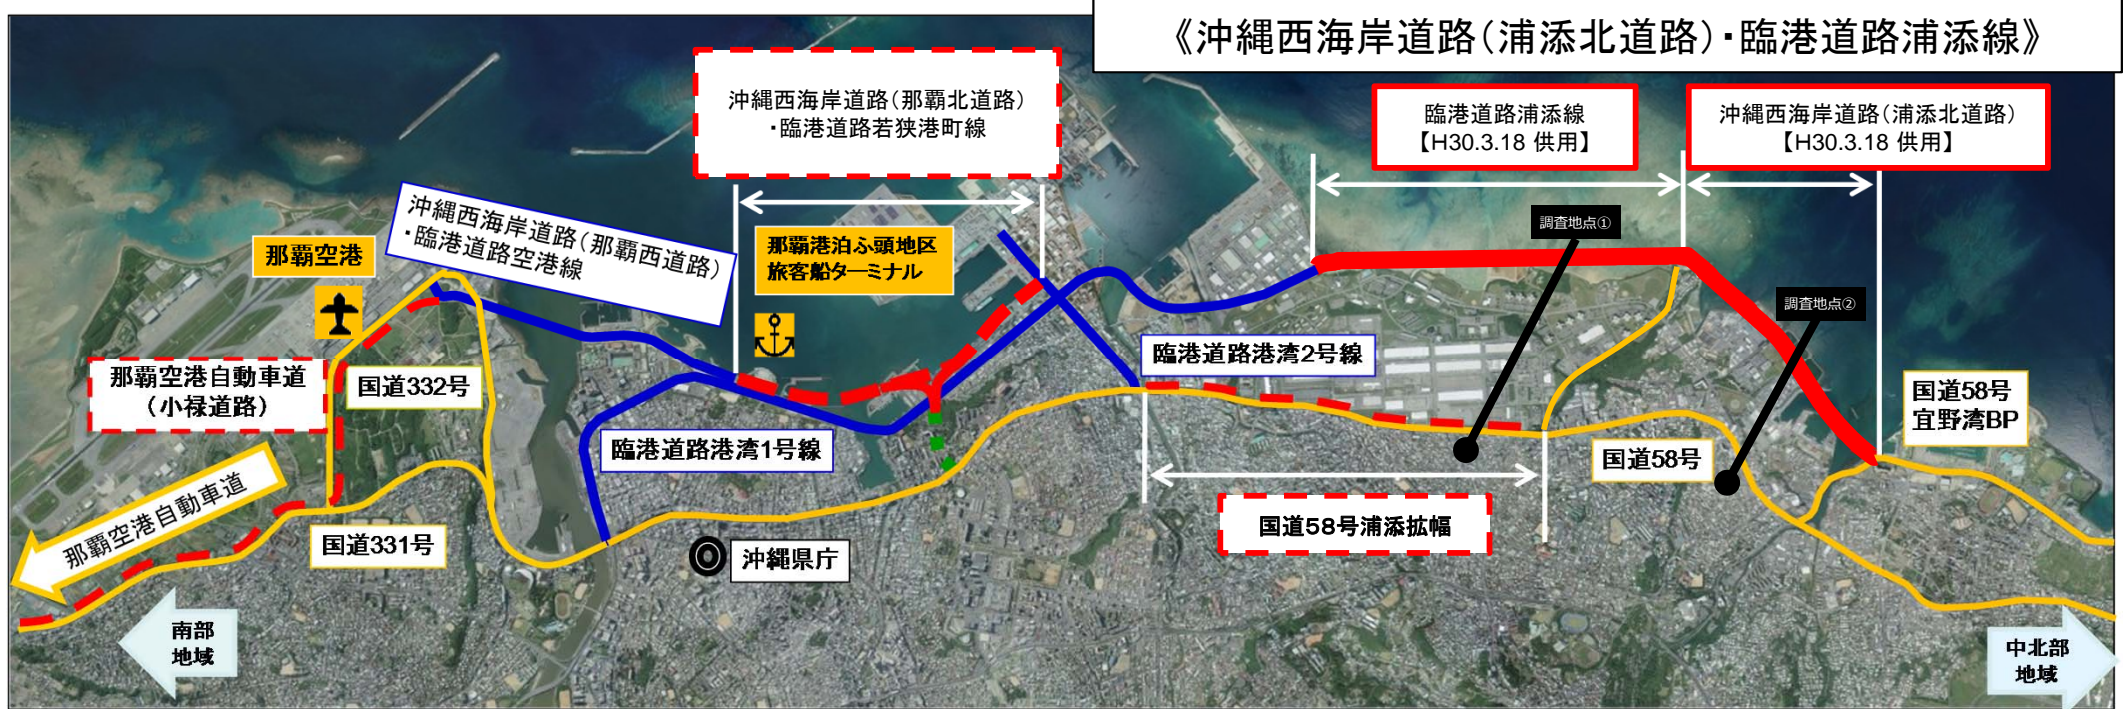 《沖縄西海岸道路(浦添北道路)・臨港道路浦添線》
沖縄西海岸道路(那覇北道路)
・臨港道路若狭港町線
臨港道路浦添線
【H30.3.18 供用】
沖縄西海岸道路(浦添北道路)
【H30.3.18 供用】
沖縄西海岸道路(那覇西道路)
・臨港道路空港線
那覇空港
那覇港泊ふ頭地区
旅客船ターミナル
調査地点①
調査地点②
那覇空港自動車道
(小禄道路)
国道332号
臨港道路港湾2号線
国道58号
宜野湾BP
臨港道路港湾1号線
国道58号
那覇空港自動車道
国道331号
沖縄県庁
国道58号浦添拡幅
南部
地域
中北部
地域